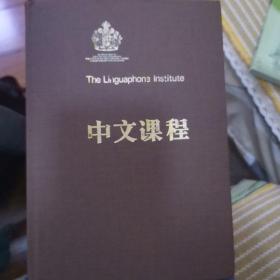 The Linguaphone Institute
中文课程